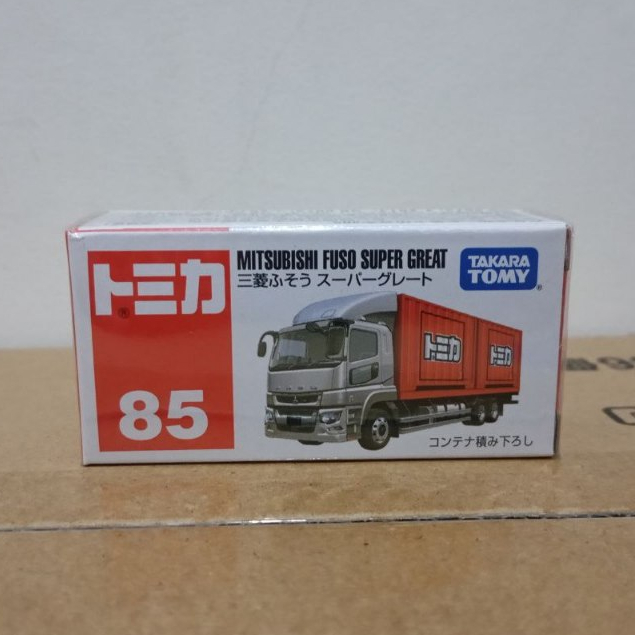 トミカ
85
MITSUBISHI FUSO SUPER GREAT
三菱ふそう スーパーグレート
TAKARA
TOMY
トミカ
トミカ
コンテナ積み下ろし